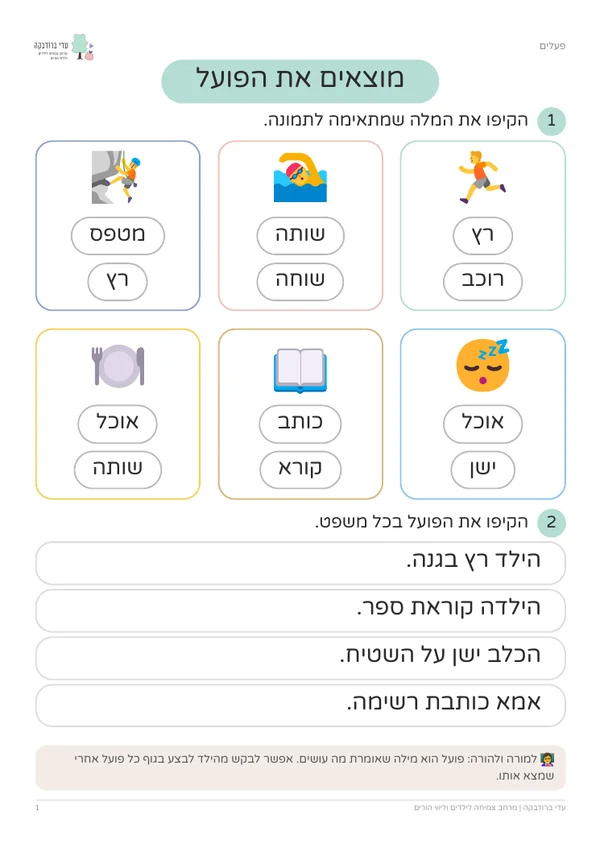 פעלים
עדי ברודבקה
מוצאים את הפועל
1 הקיפו את המלה שמתאימה לתמונה.
רץ
רוכב
שותה
שוחה
מטפס
רץ
אוכל
ישן
כותב
קורא
אוכל
שותה
2 הקיפו את הפועל בכל משפט.
הילד רץ בגנה.
הילדה קוראת ספר.
הכלב ישן על השטיח.
אמא כותבת רשימה.
למורה ולהורה: פועל הוא מילה שאומרת מה עושים. אפשר לבקש מהילד לבצע בגוף כל פועל אחרי
שמצא אותו.
עדי ברודבקה | מרחב צמיחה לילדים וליווי הורים
1